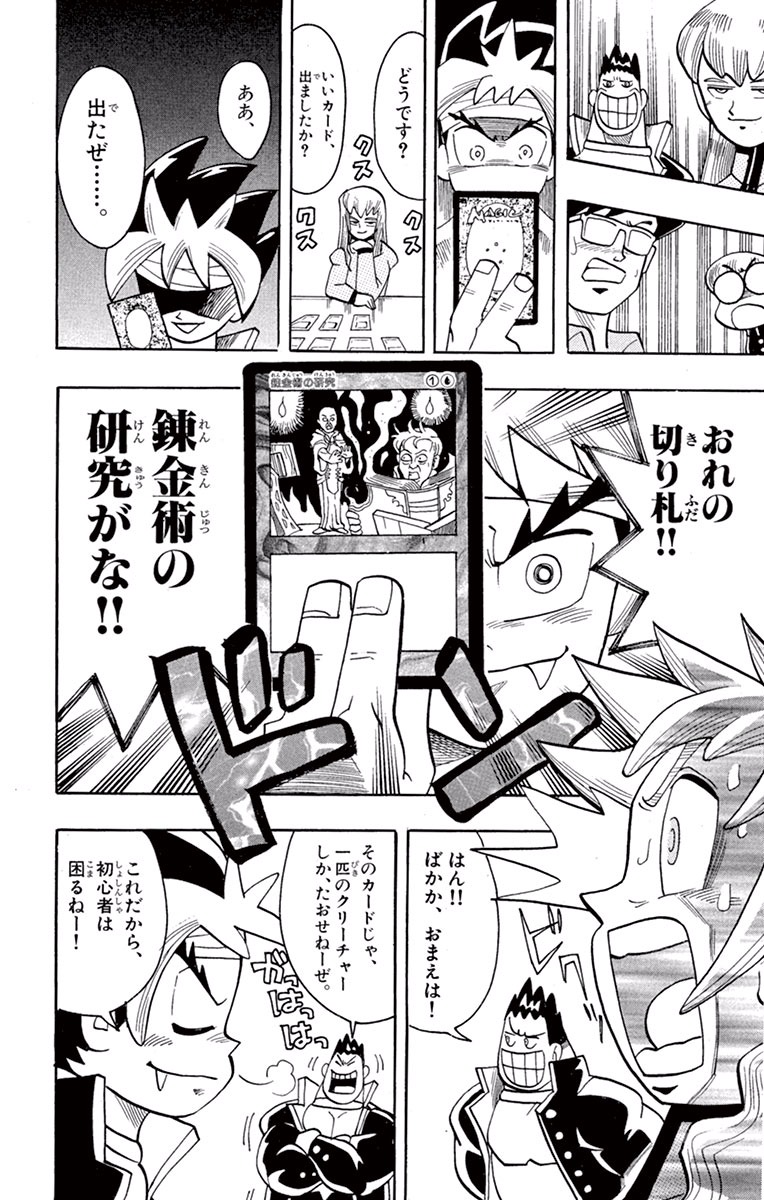 MAGIC
どうです?
いいカード、
出ましたか?
クス
クス
ああ、
出たぜ……。
おれの
切り札!!
錬金術の研究
1
錬金術の
研究がな!!
ドン
はん!!
ばかか、おまえは!
そのカードじゃ、
一匹のクリーチャー
しか、たおせねーぜ。
がっはっはっ
これだから、
初心者は
困るねー!